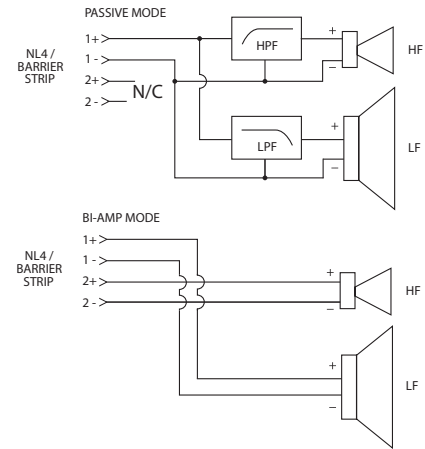 PASSIVE MODE
NL4 /
BARRIER
STRIP
1+
1 -
2+
2 -
N/C
HPF
+
−
HF
LPF
+
−
LF
BI-AMP MODE
NL4 /
BARRIER
STRIP
1+
1 -
2+
2 -
+
−
HF
+
−
LF